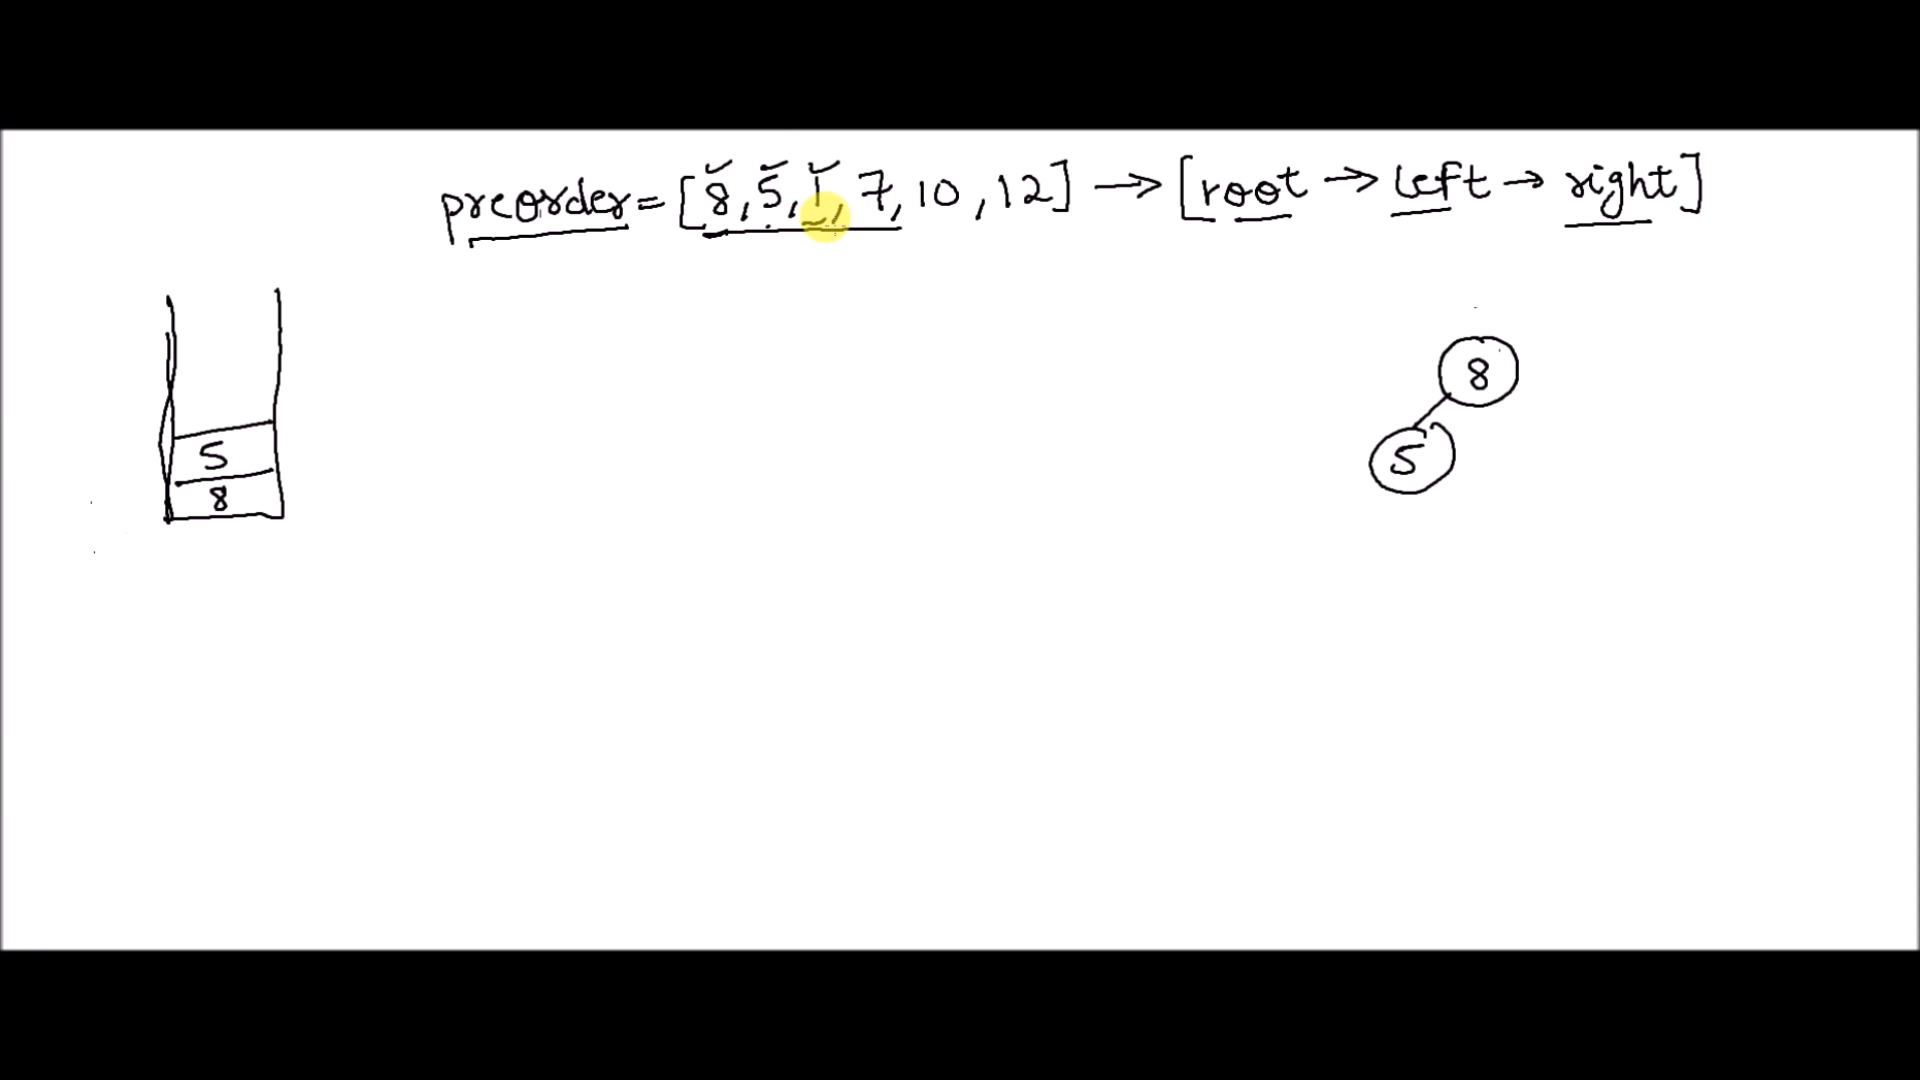 preorder = [8, 5, 1, 7, 10, 12] → [root → left → right]
5
8
8
5